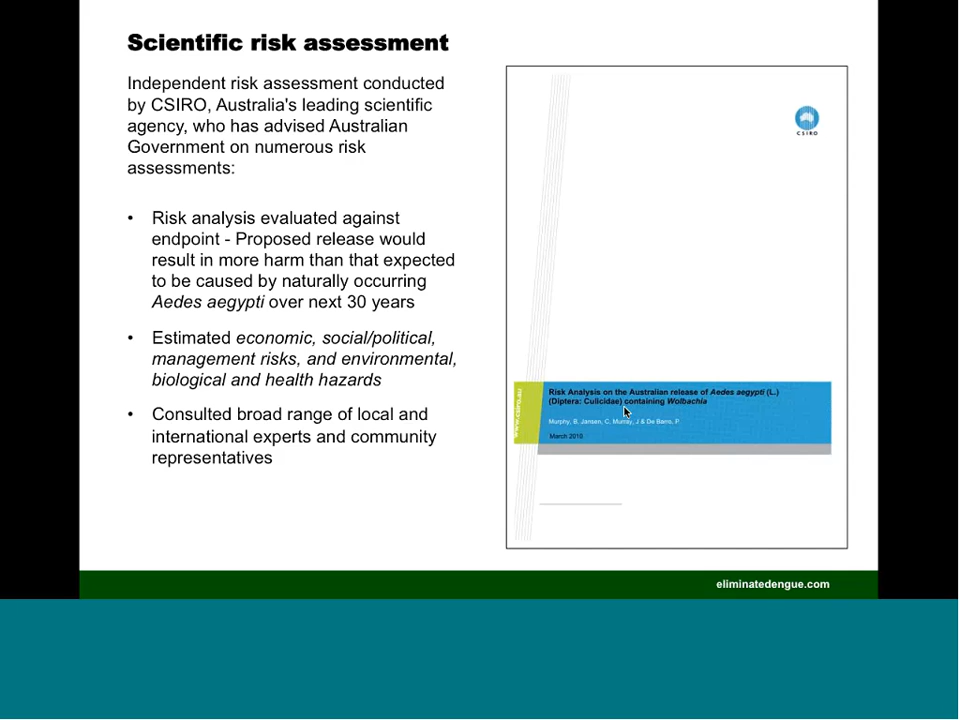 Scientific risk assessment
Independent risk assessment conducted
by CSIRO, Australia's leading scientific
agency, who has advised Australian
Government on numerous risk
assessments:
• Risk analysis evaluated against
endpoint - Proposed release would
result in more harm than that expected
to be caused by naturally occurring
Aedes aegypti over next 30 years
• Estimated economic, social/political,
management risks, and environmental,
biological and health hazards
• Consulted broad range of local and
international experts and community
representatives
CSIRO
www.csiro.au
Risk Analysis on the Australian release of Aedes aegypti (L.)
(Diptera: Culicidae) containing Wolbachia
Murphy, B. Jansen, C. Murray, J & De Barro, P.
March 2010
eliminatedengue.com